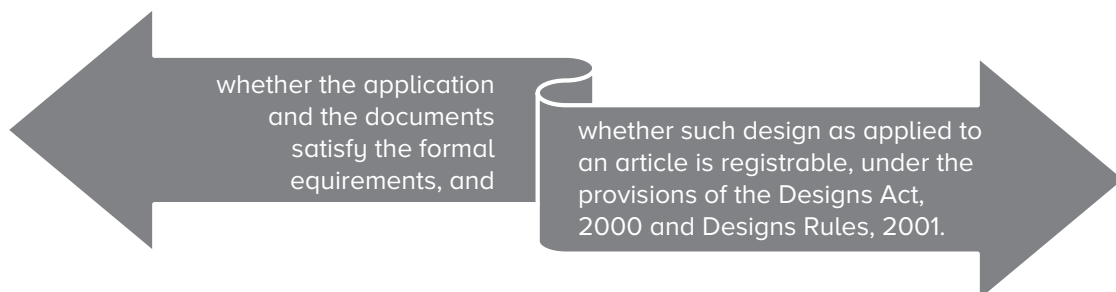 whether the application
and the documents
satisfy the formal
equirements, and
whether such design as applied to
an article is registrable, under the
provisions of the Designs Act,
2000 and Designs Rules, 2001.